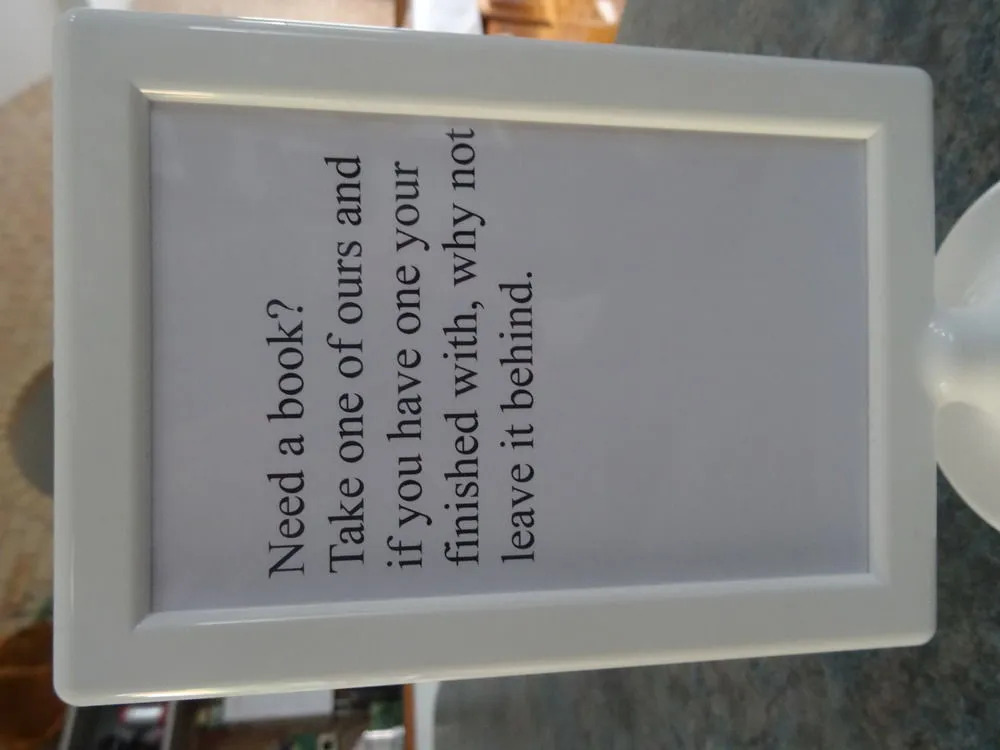 Need a book?
Take one of ours and
if you have one your
finished with, why not
leave it behind.